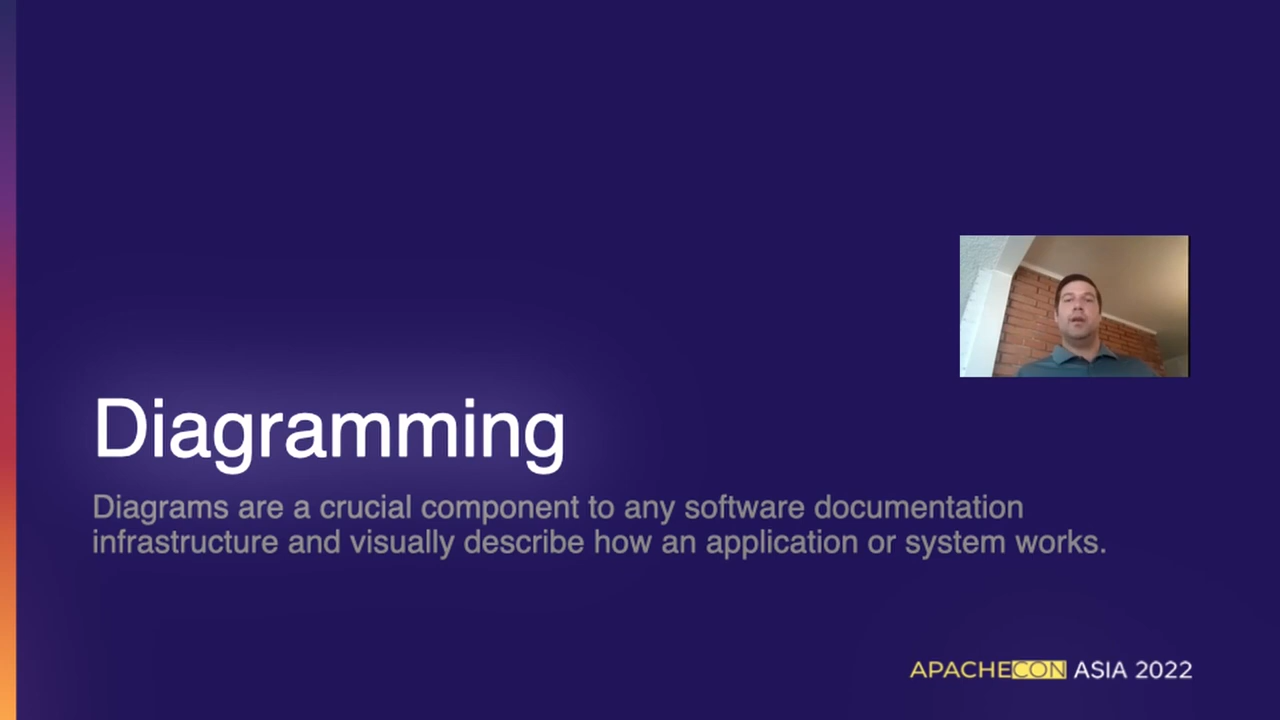 Diagramming
Diagrams are a crucial component to any software documentation
infrastructure and visually describe how an application or system works.
APACHECON ASIA 2022